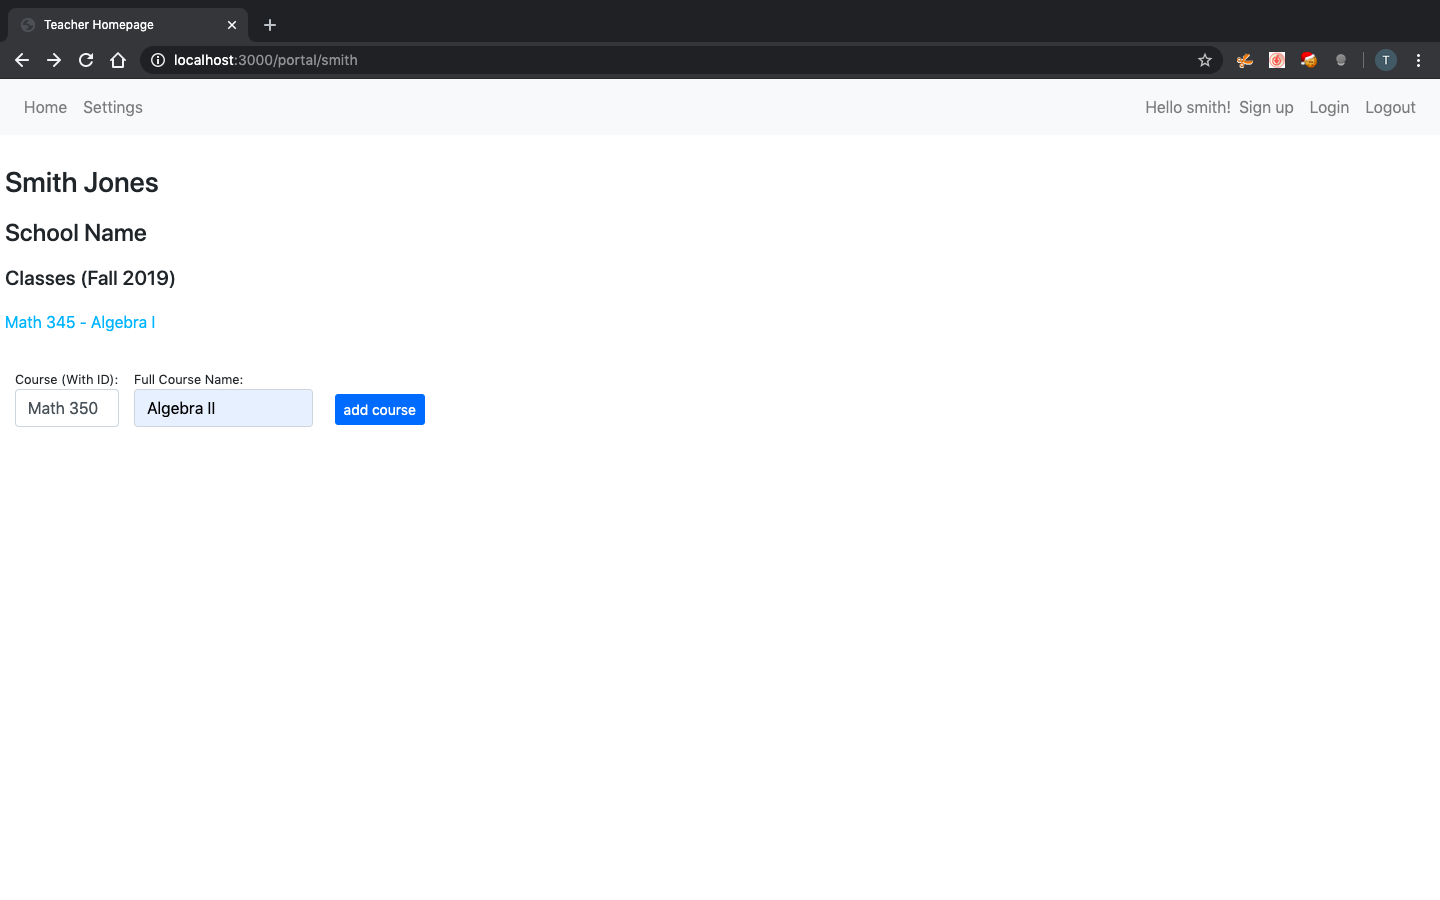 Teacher Homepage
localhost:3000/portal/smith
T
Home Settings Hello smith! Sign up Login Logout
Smith Jones
School Name
Classes (Fall 2019)
Math 345 - Algebra I
Course (With ID): Full Course Name:
Math 350 Algebra II add course